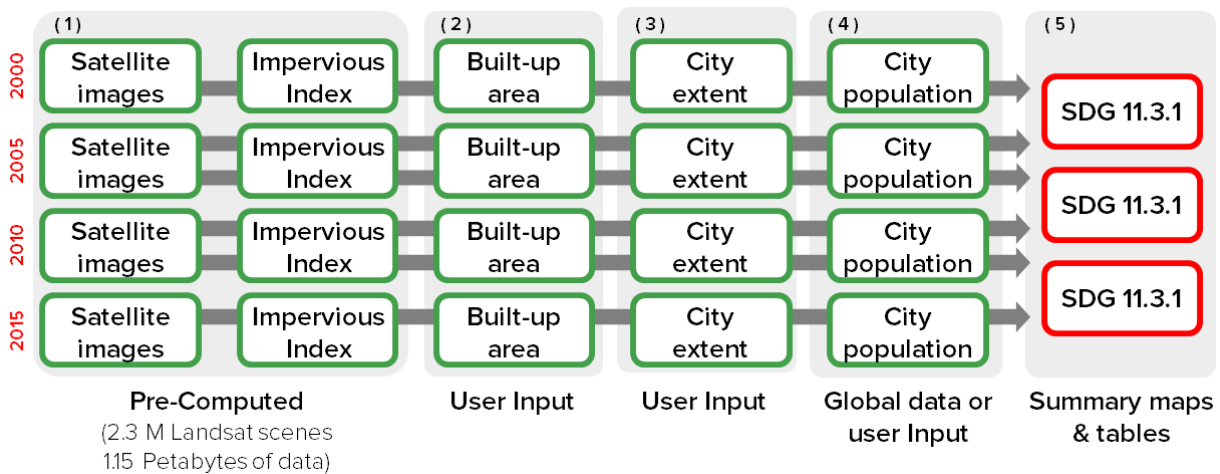 (1)
(2)
(3)
(4)
(5)
2000
Satellite images
Impervious Index
Built-up area
City extent
City population
SDG 11.3.1
2005
Satellite images
Impervious Index
Built-up area
City extent
City population
SDG 11.3.1
2010
Satellite images
Impervious Index
Built-up area
City extent
City population
SDG 11.3.1
2015
Satellite images
Impervious Index
Built-up area
City extent
City population
Pre-Computed
(2.3 M Landsat scenes
1.15 Petabytes of data)
User Input
User Input
Global data or
user Input
Summary maps
& tables